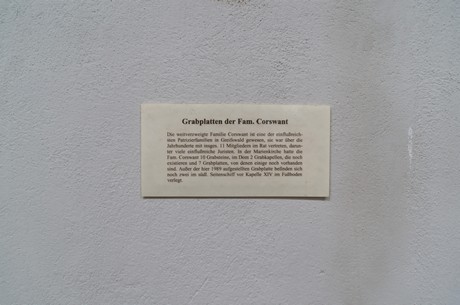 Grabplatten der Fam. Corswant
Die weitverzweigte Familie Corswant ist eine der einflußreich-
sten Patrizierfamilien in Greifswald gewesen, sie war über die
Jahrhunderte mit insges. 11 Mitgliedern im Rat vertreten, darun-
ter viele einflußreiche Juristen. In der Marienkirche hatte die
Fam. Corswant 10 Grabsteine, im Dom 2 Grabkapellen, die noch
existieren und 7 Grabplatten, von denen einige noch vorhanden
sind. Außer der hier 1989 aufgestellten Grabplatte befinden sich
noch zwei im südl. Seitenschiff vor Kapelle XIV im Fußboden
verlegt.